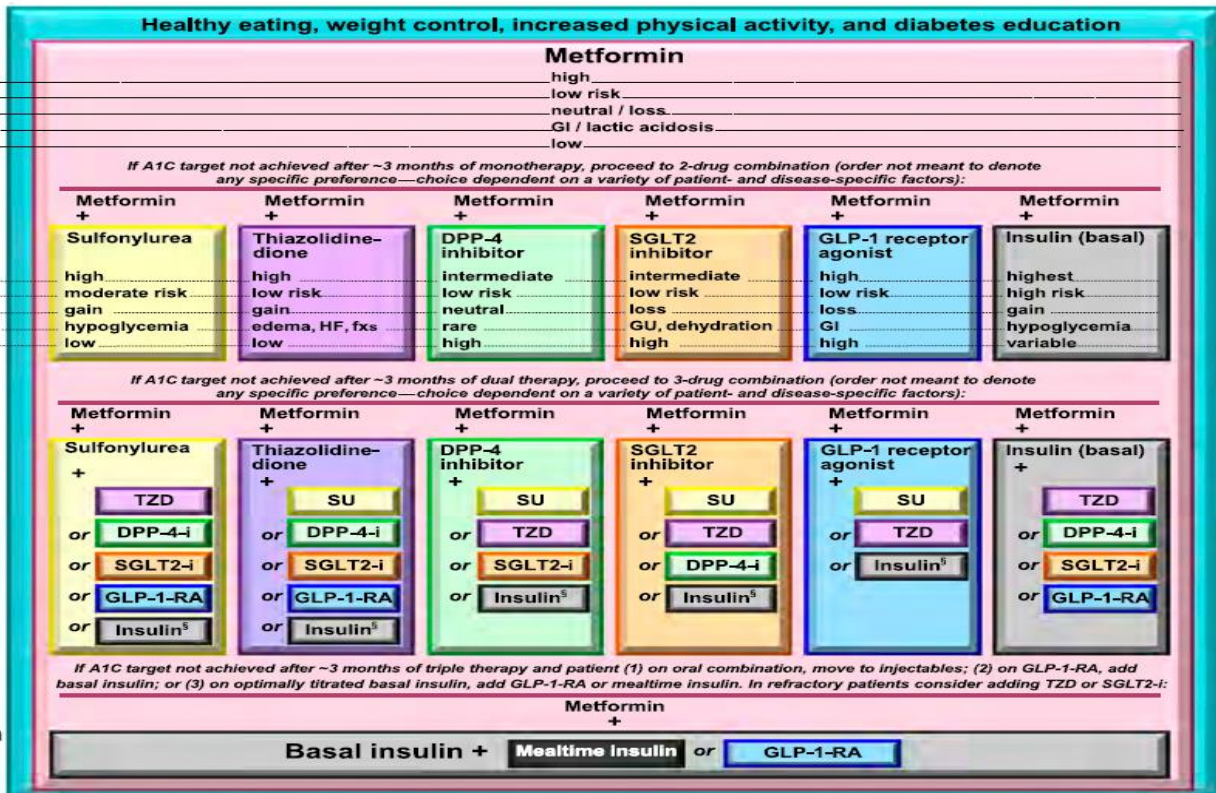 Healthy eating, weight control, increased physical activity, and diabetes education
Metformin
high
low risk
neutral / loss
GI / lactic acidosis
low
If A1C target not achieved after ~3 months of monotherapy, proceed to 2-drug combination (order not meant to denote
any specific preference—choice dependent on a variety of patient- and disease-specific factors):
Metformin Metformin Metformin Metformin Metformin Metformin
+ + + + + +
Sulfonylurea Thiazolidine- DPP-4 SGLT2 GLP-1 receptor Insulin (basal)
dione inhibitor inhibitor agonist
high high intermediate intermediate high highest
moderate risk low risk low risk low risk low risk high risk
gain gain neutral loss loss gain
hypoglycemia edema, HF, fxs rare GU, dehydration GI hypoglycemia
low low high high high variable
If A1C target not achieved after ~3 months of dual therapy, proceed to 3-drug combination (order not meant to denote
any specific preference—choice dependent on a variety of patient- and disease-specific factors):
Metformin Metformin Metformin Metformin Metformin Metformin
+ + + + + +
Sulfonylurea Thiazolidine- DPP-4 SGLT2 GLP-1 receptor Insulin (basal)
dione inhibitor inhibitor agonist
+ + + + + +
TZD SU SU SU SU TZD
or DPP-4-i or DPP-4-i or TZD or TZD or TZD or DPP-4-i
or SGLT2-i or SGLT2-i or SGLT2-i or DPP-4-i or Insulin§ or SGLT2-i
or GLP-1-RA or GLP-1-RA or Insulin§ or Insulin§ or GLP-1-RA
or Insulin§ or Insulin§
If A1C target not achieved after ~3 months of triple therapy and patient (1) on oral combination, move to injectables; (2) on GLP-1-RA, add
basal insulin; or (3) on optimally titrated basal insulin, add GLP-1-RA or mealtime insulin. In refractory patients consider adding TZD or SGLT2-i:
Metformin
+
Basal insulin + Mealtime Insulin or GLP-1-RA